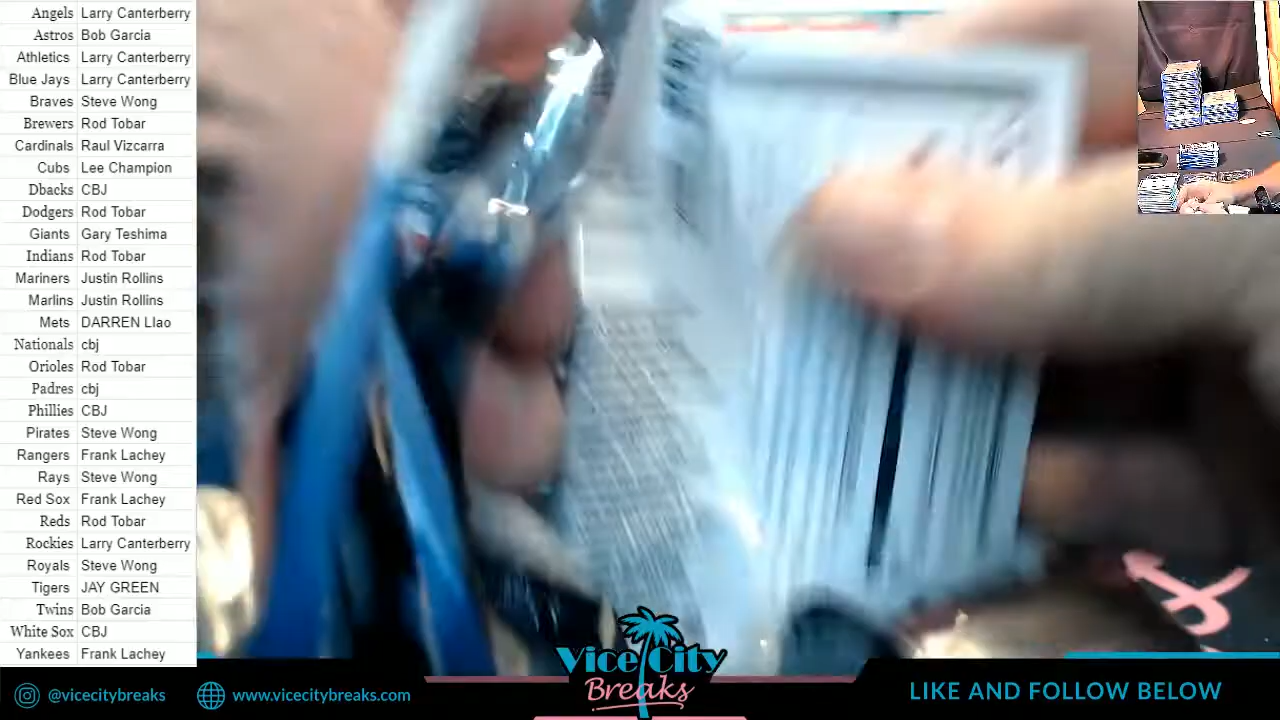 Angels Larry Canterberry
Astros Bob Garcia
Athletics Larry Canterberry
Blue Jays Larry Canterberry
Braves Steve Wong
Brewers Rod Tobar
Cardinals Raul Vizcarra
Cubs Lee Champion
Dbacks CBJ
Dodgers Rod Tobar
Giants Gary Teshima
Indians Rod Tobar
Mariners Justin Rollins
Marlins Justin Rollins
Mets DARREN LIao
Nationals cbj
Orioles Rod Tobar
Padres cbj
Phillies CBJ
Pirates Steve Wong
Rangers Frank Lachey
Rays Steve Wong
Red Sox Frank Lachey
Reds Rod Tobar
Rockies Larry Canterberry
Royals Steve Wong
Tigers JAY GREEN
Twins Bob Garcia
White Sox CBJ
Yankees Frank Lachey
Vice City
Breaks
@vicecitybreaks
www.vicecitybreaks.com
LIKE AND FOLLOW BELOW